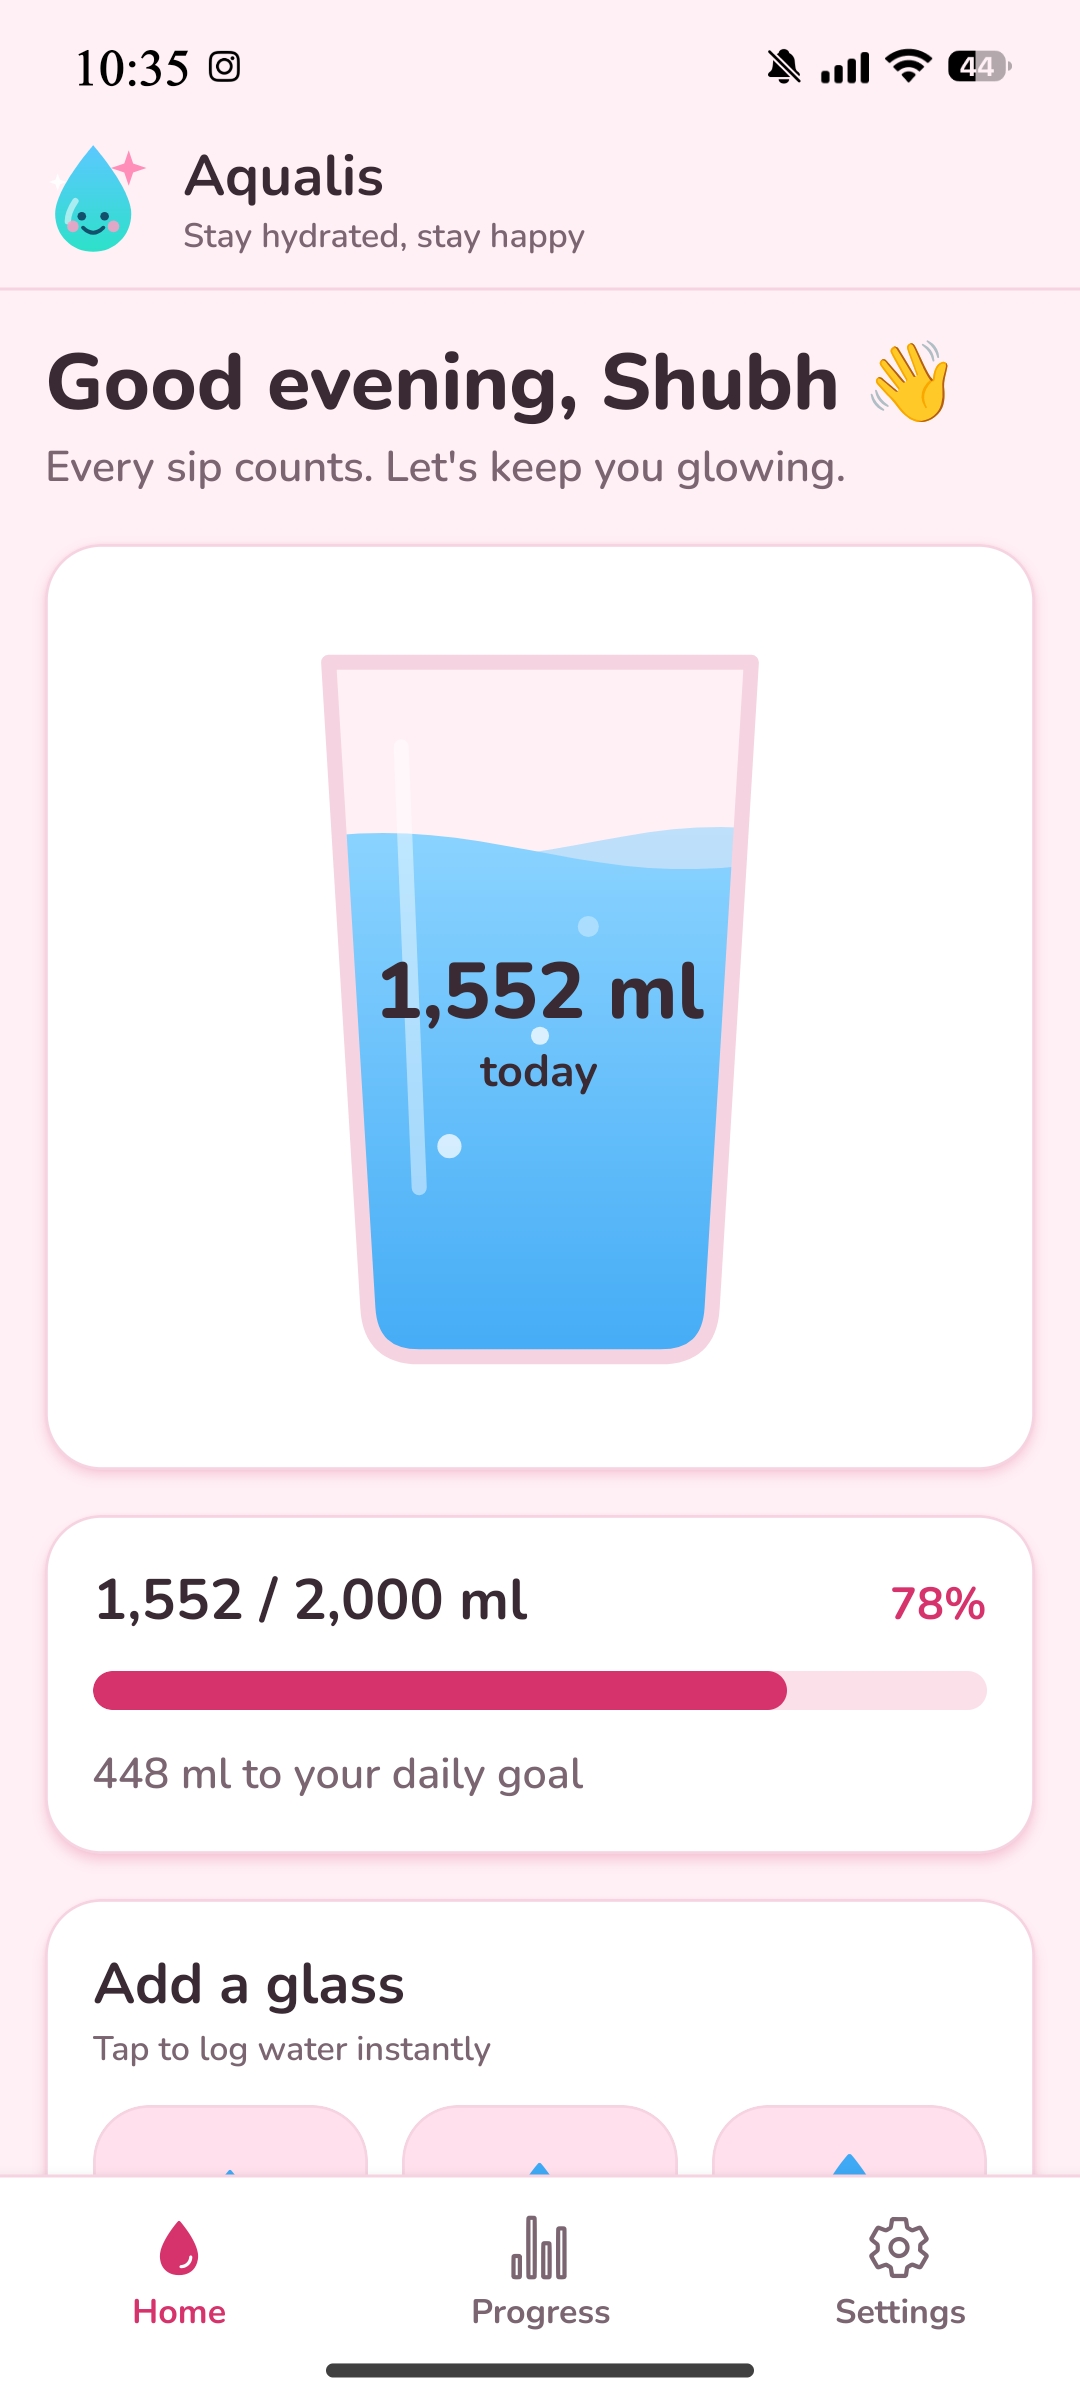 10:35
44
Aqualis
Stay hydrated, stay happy
Good evening, Shubh 👋
Every sip counts. Let's keep you glowing.
1,552 ml
today
1,552 / 2,000 ml
78%
448 ml to your daily goal
Add a glass
Tap to log water instantly
Home
Progress
Settings